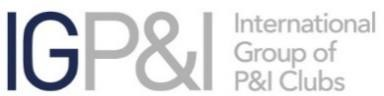 IGP&I
International
Group of
P&I Clubs